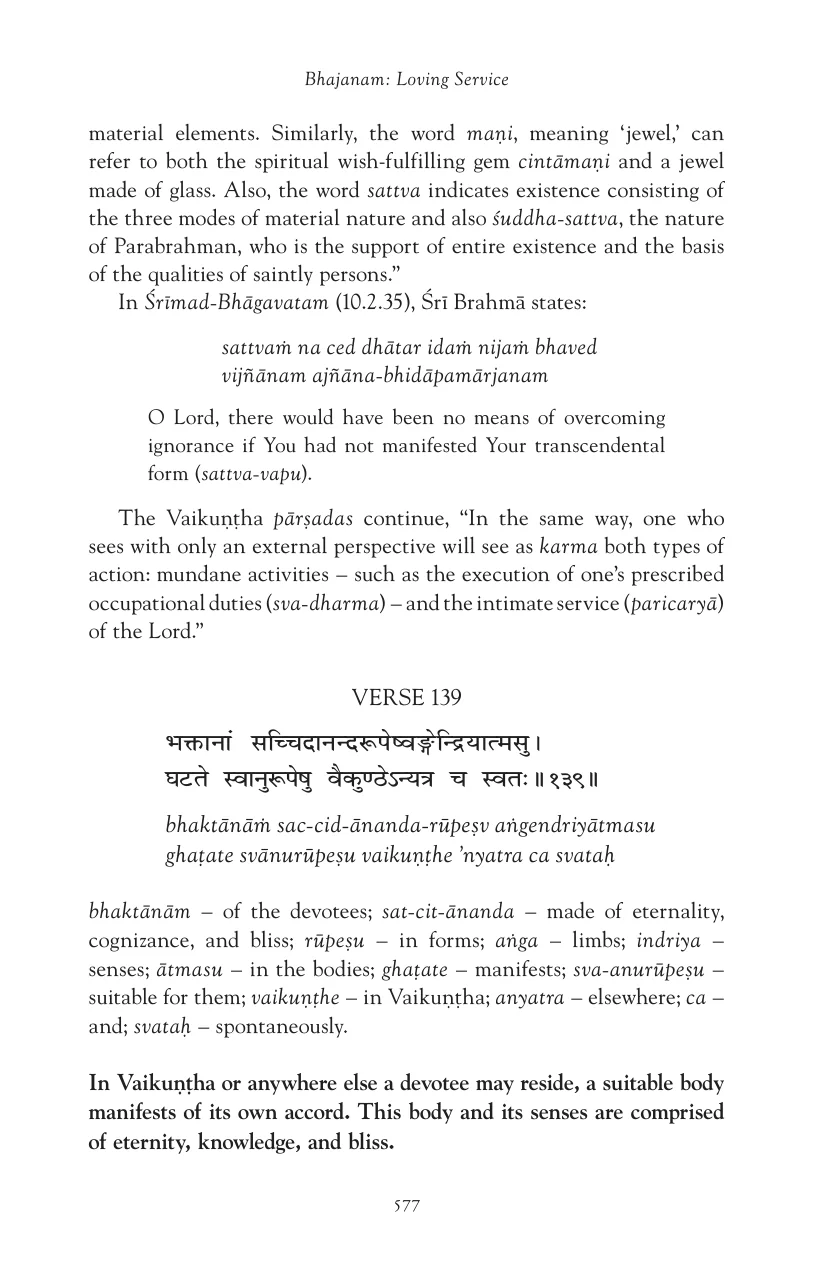 Bhajanam: Loving Service
material elements. Similarly, the word maṇi, meaning ‘jewel,’ can
refer to both the spiritual wish-fulfilling gem cintāmaṇi and a jewel
made of glass. Also, the word sattva indicates existence consisting of
the three modes of material nature and also śuddha-sattva, the nature
of Parabrahman, who is the support of entire existence and the basis
of the qualities of saintly persons.”
In Śrīmad-Bhāgavatam (10.2.35), Śrī Brahmā states:
sattvaṁ na ced dhātar idaṁ nijaṁ bhaved
vijñānam ajñāna-bhidāpamārjanam
O Lord, there would have been no means of overcoming
ignorance if You had not manifested Your transcendental
form (sattva-vapu).
The Vaikuṇṭha pārṣadas continue, “In the same way, one who
sees with only an external perspective will see as karma both types of
action: mundane activities – such as the execution of one’s prescribed
occupational duties (sva-dharma) – and the intimate service (paricaryā)
of the Lord.”
VERSE 139
भक्तानां सच्चिदानन्दरूपेष्वङ्गेन्द्रियात्मसु।
घटते स्वानुरूपेषु वैकुण्ठेऽन्यत्र च स्वतः॥१३९॥
bhaktānāṁ sac-cid-ānanda-rūpeṣv aṅgendriyātmasu
ghaṭate svānurūpeṣu vaikuṇṭhe ’nyatra ca svataḥ
bhaktānām – of the devotees; sat-cit-ānanda – made of eternality,
cognizance, and bliss; rūpeṣu – in forms; aṅga – limbs; indriya –
senses; ātmasu – in the bodies; ghaṭate – manifests; sva-anurūpeṣu –
suitable for them; vaikuṇṭhe – in Vaikuṇṭha; anyatra – elsewhere; ca –
and; svataḥ – spontaneously.
In Vaikuṇṭha or anywhere else a devotee may reside, a suitable body
manifests of its own accord. This body and its senses are comprised
of eternity, knowledge, and bliss.
577